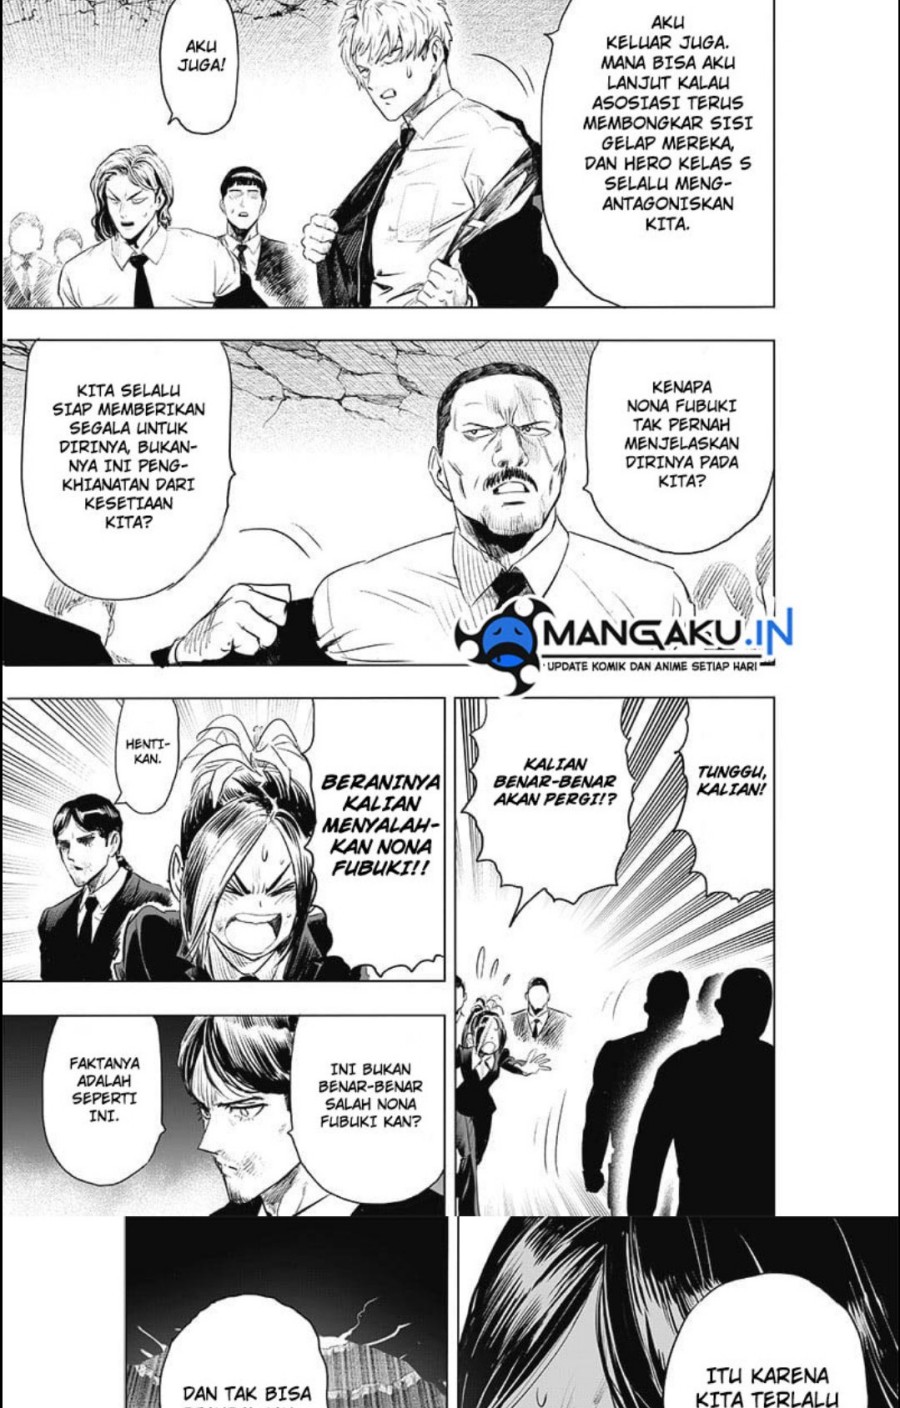 AKU
KELUAR JUGA.
MANA BISA AKU
LANJUT KALAU
ASOSIASI TERUS
MEMBONGKAR SISI
GELAP MEREKA,
DAN HERO KELAS S
SELALU MENG-
ANTAGONISKAN
KITA.
AKU
JUGA!
KENAPA
NONA FUBUKI
TAK PERNAH
MENJELASKAN
DIRINYA PADA
KITA?
KITA SELALU
SIAP MEMBERIKAN
SEGALA UNTUK
DIRINYA, BUKAN-
NYA INI PENG-
KHIANATAN DARI
KESETIAAN
KITA?
MANGAKU.IN
UPDATE KOMIK DAN ANIME SETIAP HARI
TUNGGU,
KALIAN!
KALIAN
BENAR-BENAR
AKAN PERGI!?
BERANINYA
KALIAN
MENYALAH-
KAN NONA
FUBUKI!!
HENTI-
KAN.
INI BUKAN
BENAR-BENAR
SALAH NONA
FUBUKI KAN?
FAKTANYA
ADALAH
SEPERTI
INI.
ITU KARENA
KITA TERLALU
DAN TAK BISA